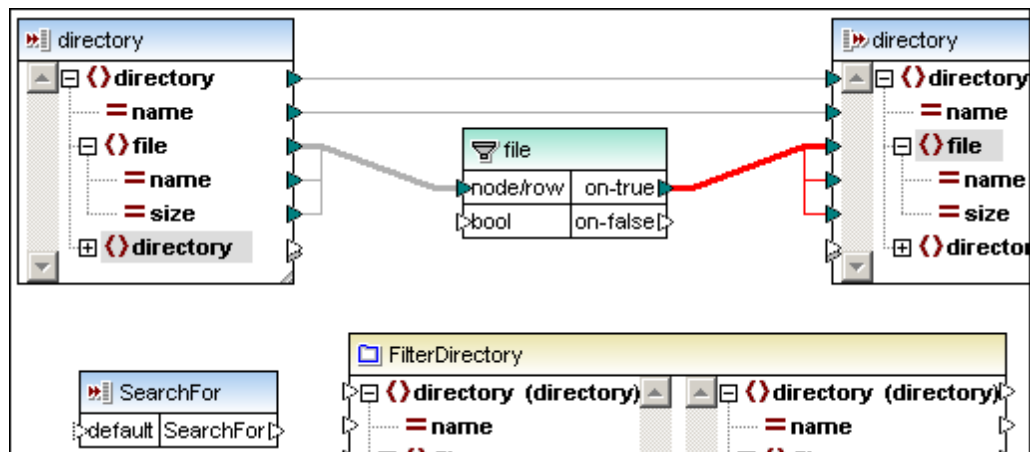 directory
directory
name
file
name
size
directory
file
node/row on-true
bool on-false
directory
directory
name
file
name
size
SearchFor
default SearchFor
FilterDirectory
directory (directory) directory (directory)
name name